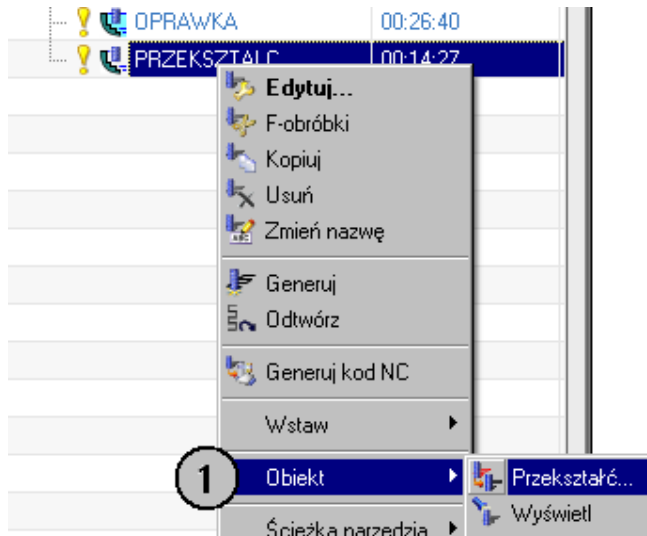 OPRAWKA 00:26:40
PRZEKSZTALC 00:14:27
Edytuj...
F-obróbki
Kopiuj
Usuń
Zmień nazwę
Generuj
Odtwórz
Generuj kod NC
Wstaw
1 Obiekt Przekształć...
Wyświetl
Ścieżka narzędzia